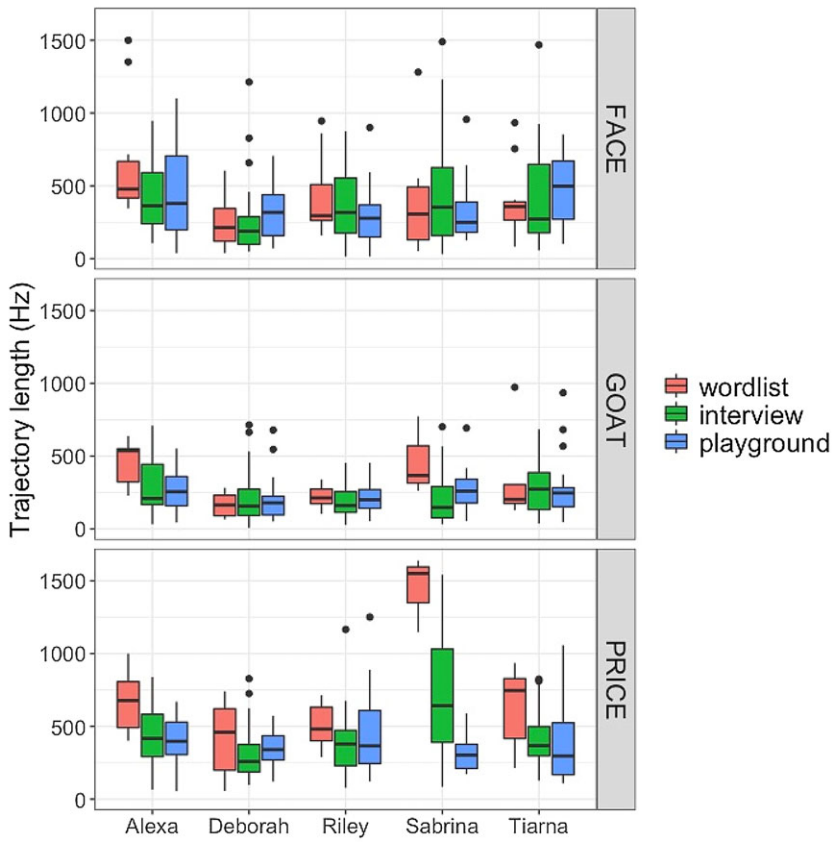 Trajectory length (Hz)
1500
1000
500
0
FACE
1500
1000
500
0
GOAT
1500
1000
500
0
PRICE
Alexa Deborah Riley Sabrina Tiarna
wordlist
interview
playground